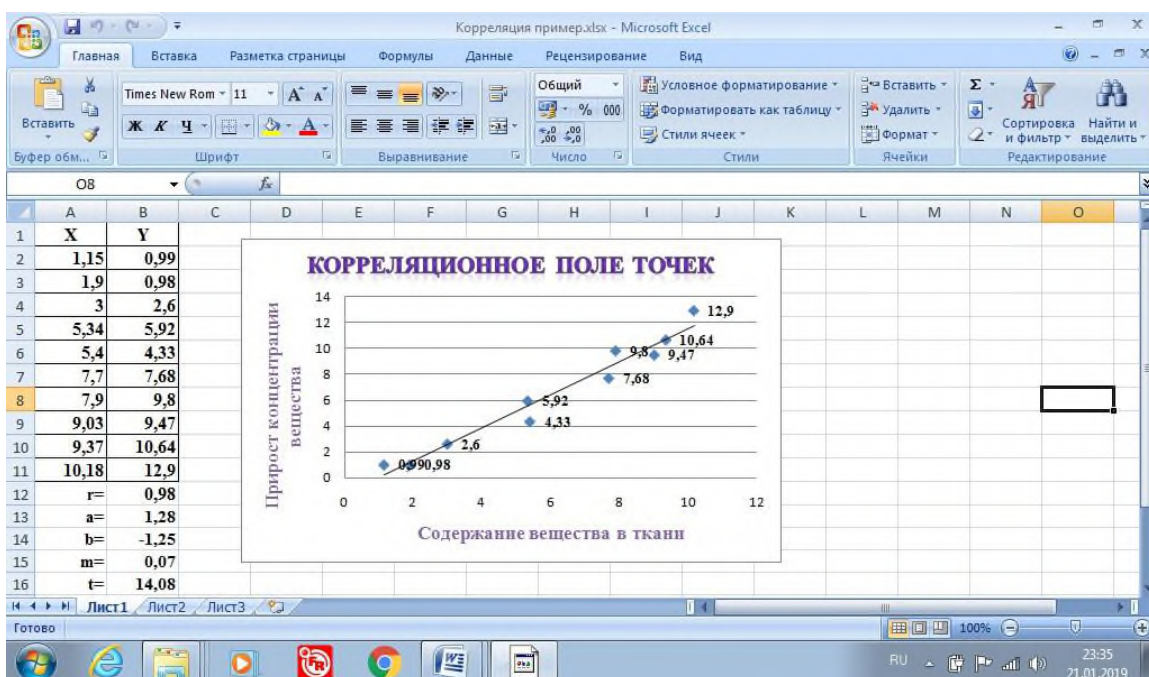 Корреляция пример.xlsx - Microsoft Excel
Главная Вставка Разметка страницы Формулы Данные Рецензирование Вид
Вставить
Times New Rom 11
Ж К Ч
Общий
% 000
Условное форматирование
Форматировать как таблицу
Стили ячеек
Вставить
Удалить
Формат
Σ
Сортировка и фильтр
Найти и выделить
Буфер обм... Шрифт Выравнивание Число Стили Ячейки Редактирование
O8 fx
A B C D E F G H I J K L M N O
1 X Y
2 1,15 0,99
3 1,9 0,98
4 3 2,6
5 5,34 5,92
6 5,4 4,33
7 7,7 7,68
8 7,9 9,8
9 9,03 9,47
10 9,37 10,64
11 10,18 12,9
12 r= 0,98
13 a= 1,28
14 b= -1,25
15 m= 0,07
16 t= 14,08
КОРРЕЛЯЦИОННОЕ ПОЛЕ ТОЧЕК
Прирост концентрации
вещества
14
12
10
8
6
4
2
0
12,9
10,64
9,8
9,47
7,68
5,92
4,33
2,6
0,99 0,98
0 2 4 6 8 10 12
Содержание вещества в ткани
Лист1 Лист2 Лист3
Готово 100%
RU 23:35
21.01.2019